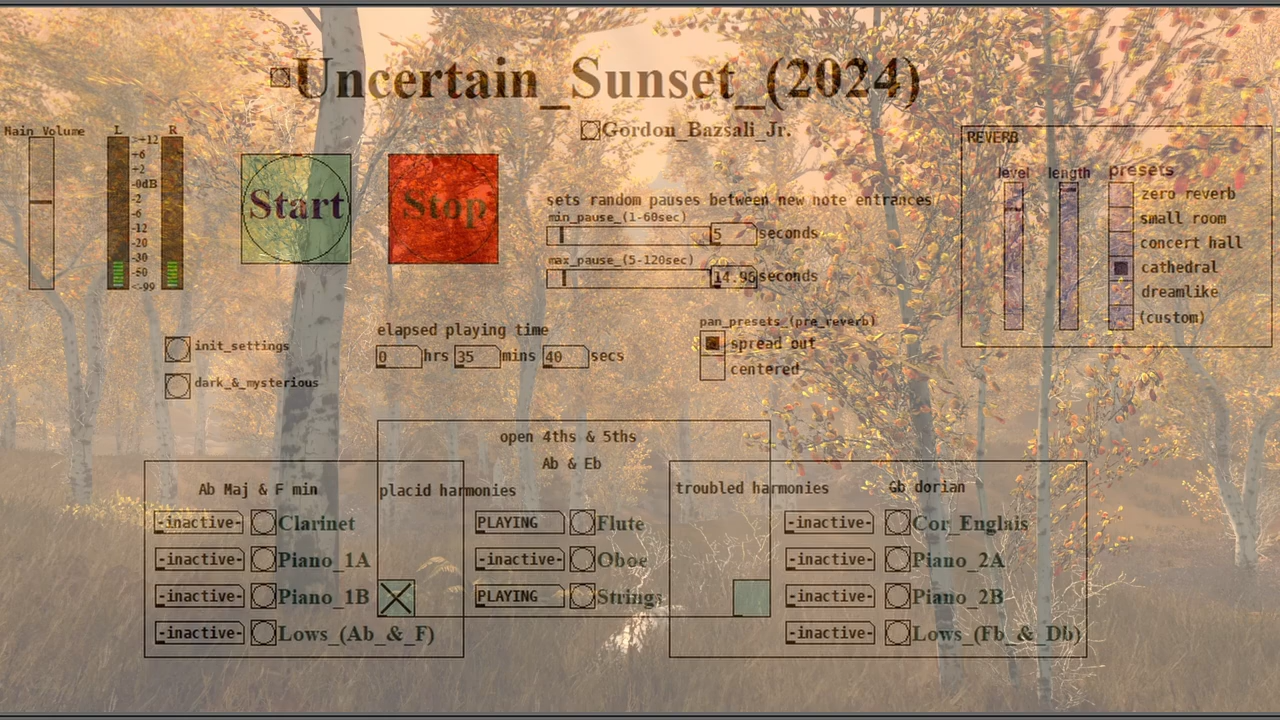 Uncertain_Sunset_(2024)
Gordon_Bazsali_Jr.
Main Volume
L R
>+12
+6
+2
-0dB
-2
-6
-12
-20
-30
-50
<-99
Start
Stop
sets random pauses between new note entrances
min_pause_(1-60sec)
5 seconds
max_pause_(5-120sec)
14.96 seconds
REVERB
level length presets
zero reverb
small room
concert hall
cathedral
dreamlike
(custom)
init_settings
dark_&_mysterious
elapsed playing time
0 hrs 35 mins 40 secs
pan_presets_(pre_reverb)
spread out
centered
open 4ths & 5ths
Ab & Eb
Ab Maj & F min
placid harmonies
troubled harmonies
Gb dorian
-inactive- Clarinet
-inactive- Piano_1A
-inactive- Piano_1B
-inactive- Lows_(Ab_&_F)
PLAYING Flute
-inactive- Oboe
PLAYING Strings
-inactive- Cor_Englais
-inactive- Piano_2A
-inactive- Piano_2B
-inactive- Lows_(Fb_&_Db)